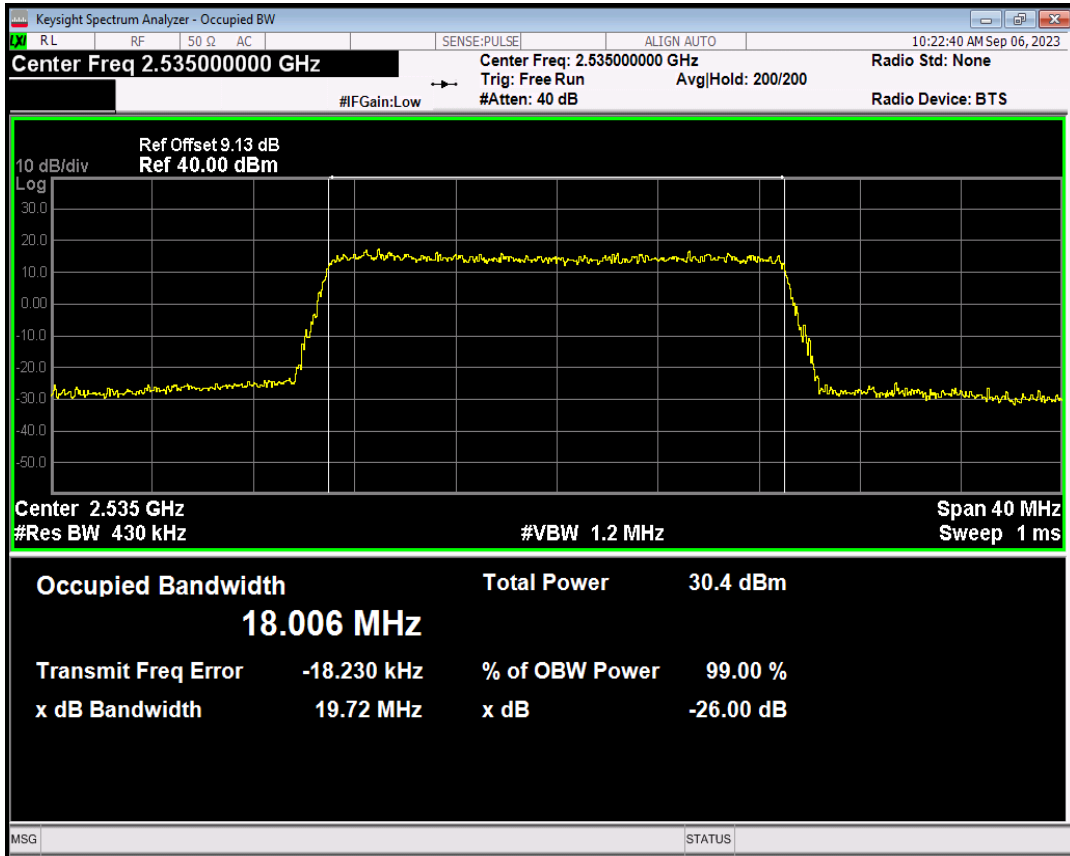 Keysight Spectrum Analyzer - Occupied BW
LXI RL RF 50 Ω AC SENSE:PULSE ALIGN AUTO 10:22:40 AM Sep 06, 2023
Center Freq 2.535000000 GHz Center Freq: 2.535000000 GHz Radio Std: None
Trig: Free Run Avg|Hold: 200/200
#IFGain:Low #Atten: 40 dB Radio Device: BTS
Ref Offset 9.13 dB
10 dB/div Ref 40.00 dBm
Log
30.0
20.0
10.0
0.00
-10.0
-20.0
-30.0
-40.0
-50.0
Center 2.535 GHz Span 40 MHz
#Res BW 430 kHz #VBW 1.2 MHz Sweep 1 ms
Occupied Bandwidth Total Power 30.4 dBm
18.006 MHz
Transmit Freq Error -18.230 kHz % of OBW Power 99.00 %
x dB Bandwidth 19.72 MHz x dB -26.00 dB
MSG STATUS